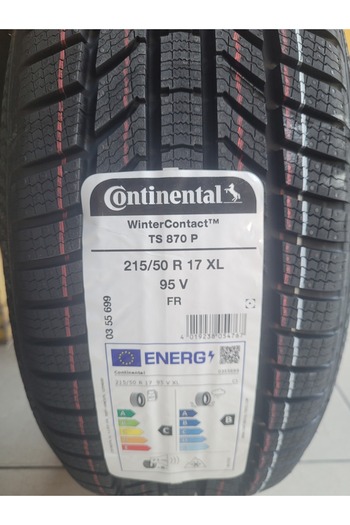 Continental
WinterContact™
TS 870 P
215/50 R 17 XL
95 V
FR
03 55 699
ENERG
Continental
215/50 R 17 95 V XL
A
B
C
D
E
C
A
B
C
D
E
B